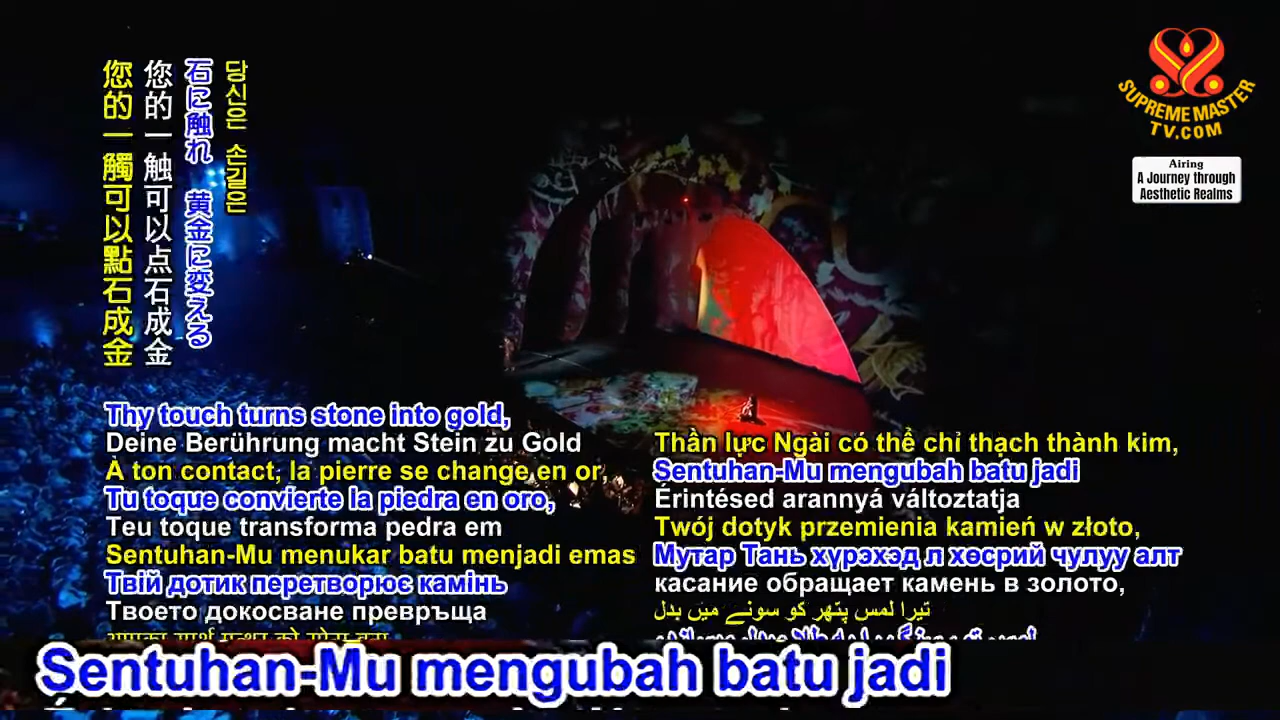 您的一觸可以點石成金
您的一触可以点石成金
石に触れ 黄金に変える
당신은 손길은
SUPREME MASTER
TV.COM
Airing
A Journey through
Aesthetic Realms
Thy touch turns stone into gold,
Deine Berührung macht Stein zu Gold
À ton contact, la pierre se change en or,
Tu toque convierte la piedra en oro,
Teu toque transforma pedra em
Sentuhan-Mu menukar batu menjadi emas
Твій дотик перетворює камінь
Твоето докосване превръща
Thần lực Ngài có thể chỉ thạch thành kim,
Sentuhan-Mu mengubah batu jadi
Érintésed arannyá változtatja
Twój dotyk przemienia kamień w złoto,
Мутар Тань хүрэхэд л хөсрий чулуу алт
касание обращает камень в золото,
تیرا لمس پتھر کو سونے میں بدل
Sentuhan-Mu mengubah batu jadi